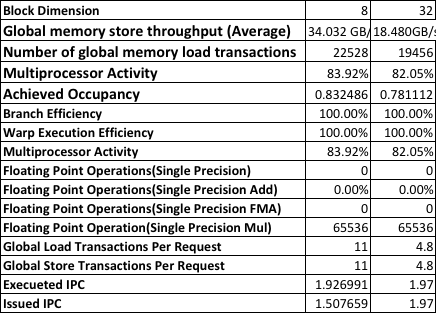 Block Dimension 8 32
Global memory store throughput (Average) 34.032 GB/ 18.480GB/s
Number of global memory load transactions 22528 19456
Multiprocessor Activity 83.92% 82.05%
Achieved Occupancy 0.832486 0.781112
Branch Efficiency 100.00% 100.00%
Warp Execution Efficiency 100.00% 100.00%
Multiprocessor Activity 83.92% 82.05%
Floating Point Operations(Single Precision) 0 0
Floating Point Operations(Single Precision Add) 0.00% 0.00%
Floating Point Operations(Single Precision FMA) 0 0
Floating Point Operation(Single Precision Mul) 65536 65536
Global Load Transactions Per Request 11 4.8
Global Store Transactions Per Request 11 4.8
Execueted IPC 1.926991 1.97
Issued IPC 1.507659 1.97